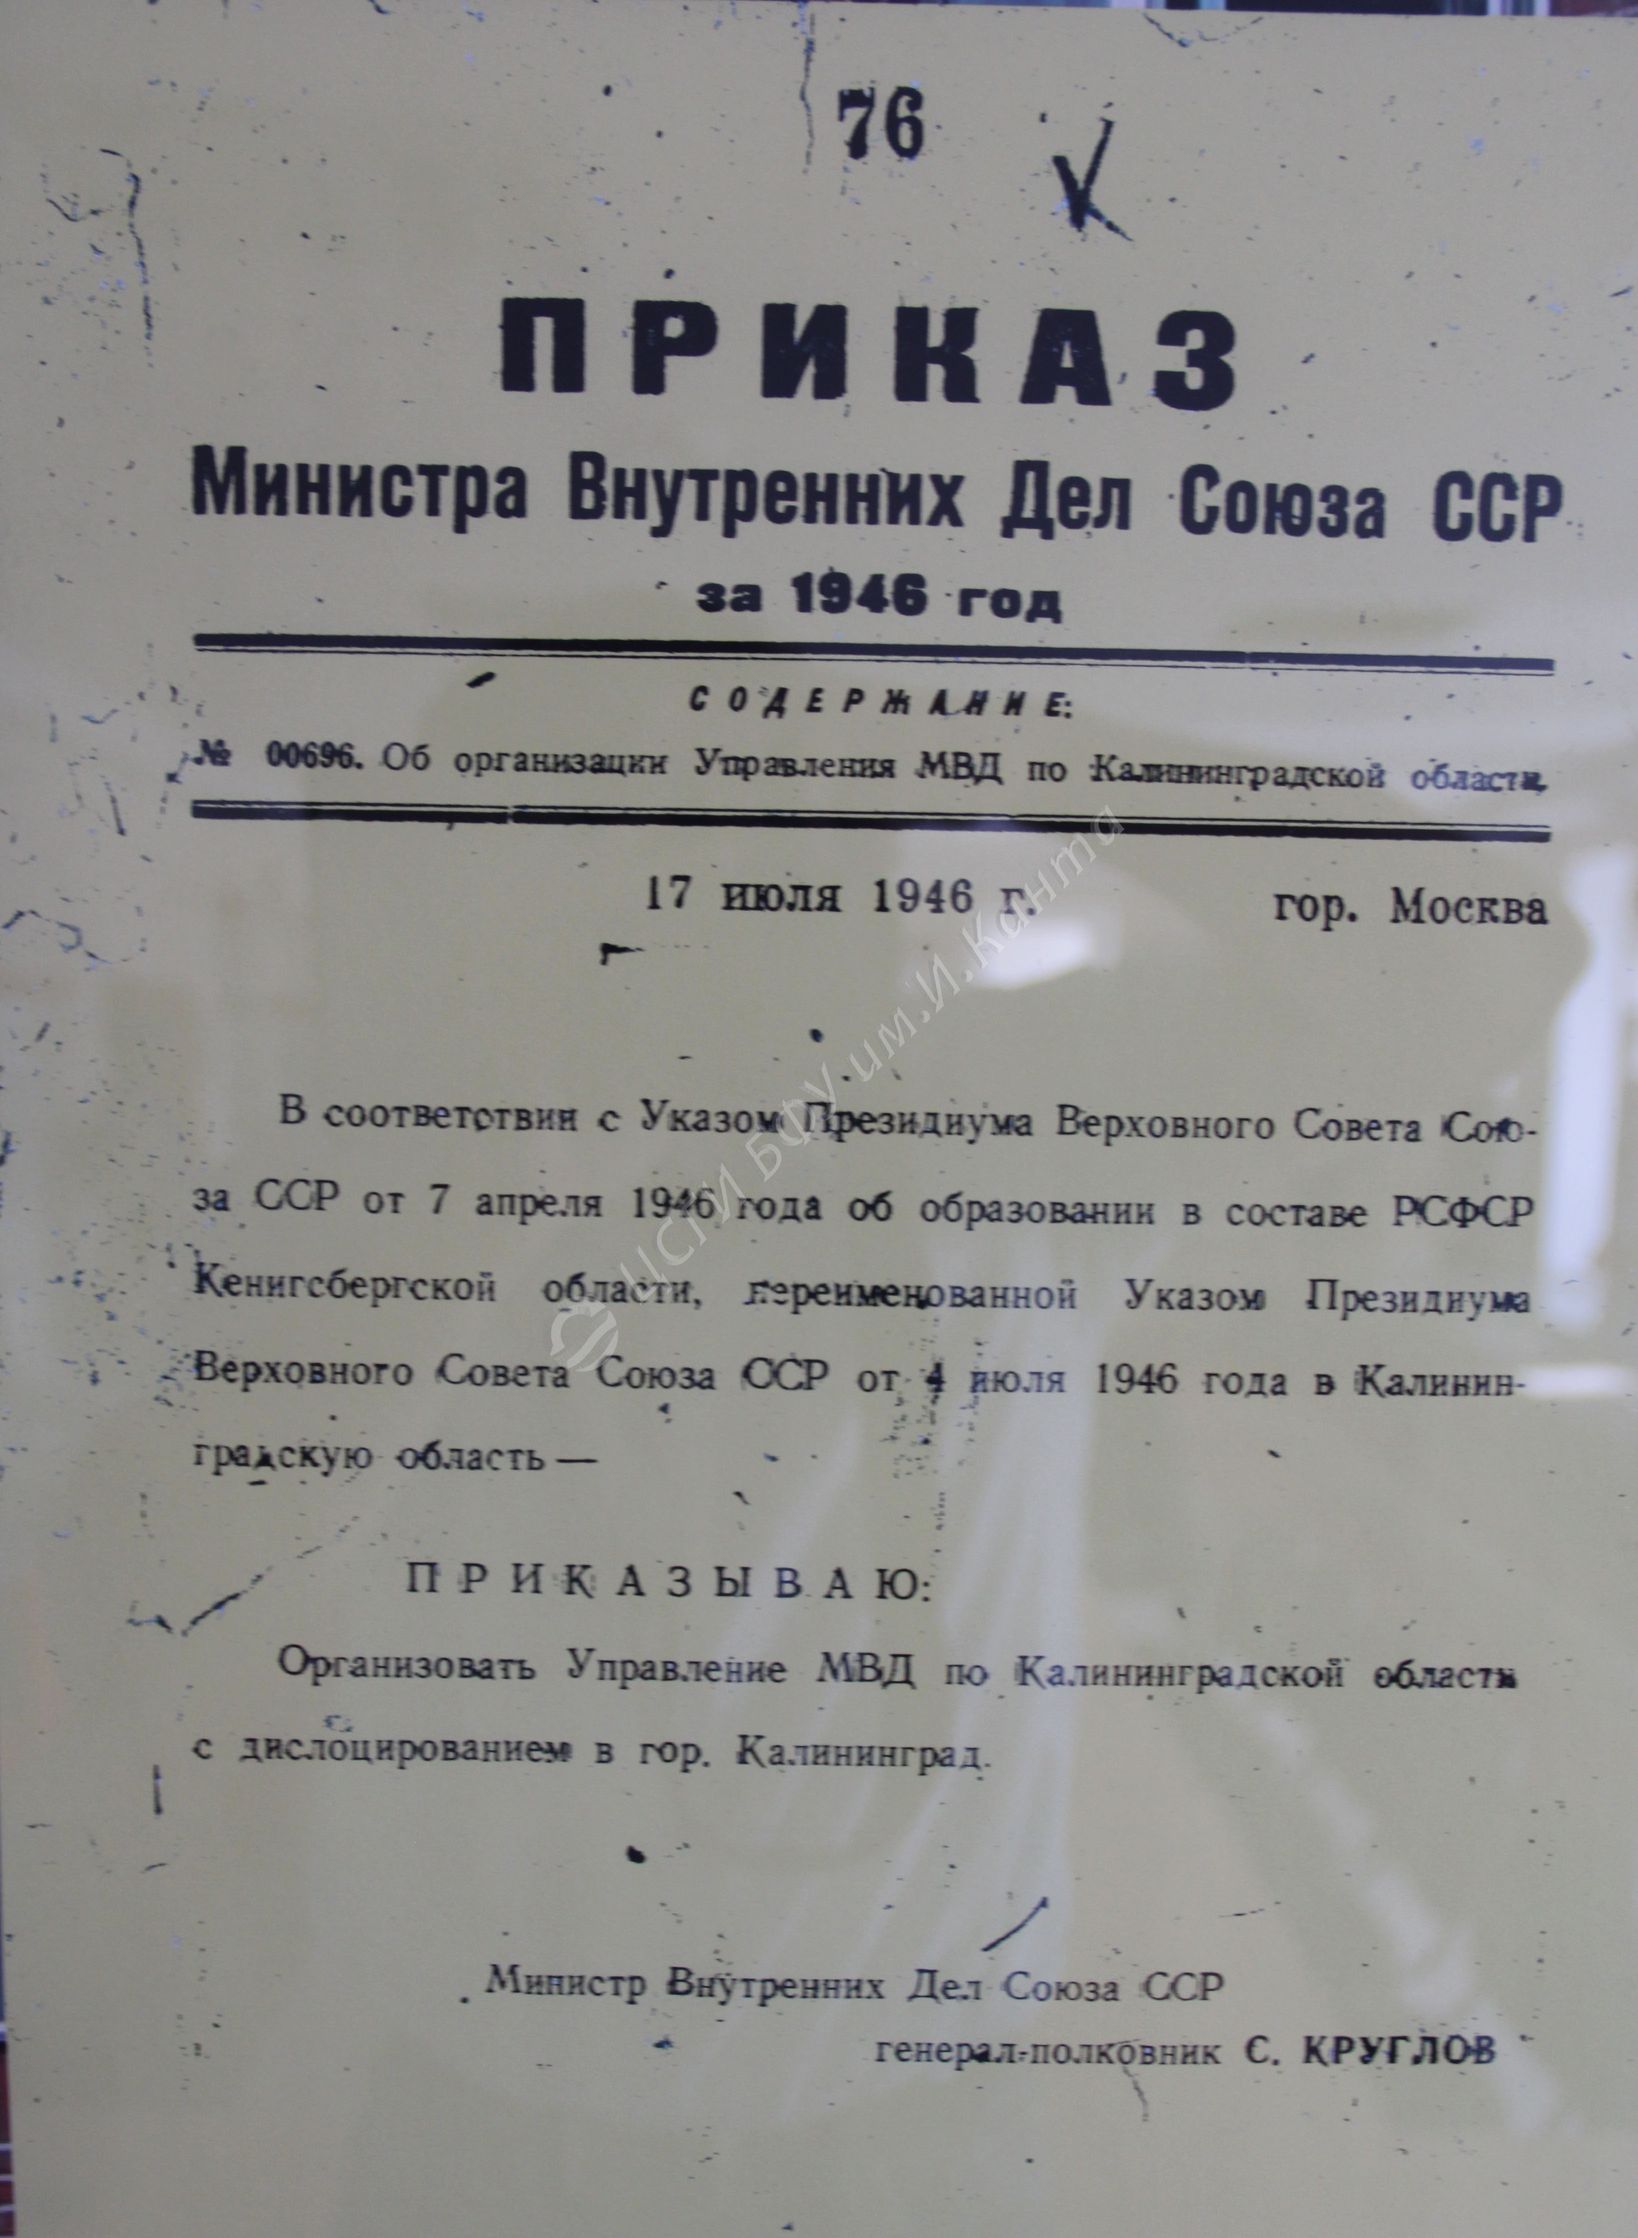 76
ПРИКАЗ
Министра Внутренних Дел Союза ССР
за 1946 год
СОДЕРЖАНИЕ:
№ 00696. Об организации Управления МВД по Калининградской области
17 июля 1946 г. гор. Москва
В соответствии с Указом Президиума Верховного Совета Сою-
за ССР от 7 апреля 1946 года об образовании в составе РСФСР
Кенигсбергской области, переименованной Указом Президиума
Верховного Совета Союза ССР от 4 июля 1946 года в Калинин-
градскую область —
ПРИКАЗЫВАЮ:
Организовать Управление МВД по Калининградской области
с дислоцированием в гор. Калининград.
Министр Внутренних Дел Союза ССР
генерал-полковник С. КРУГЛОВ
ЦСПИ БФУ им.И.Канта